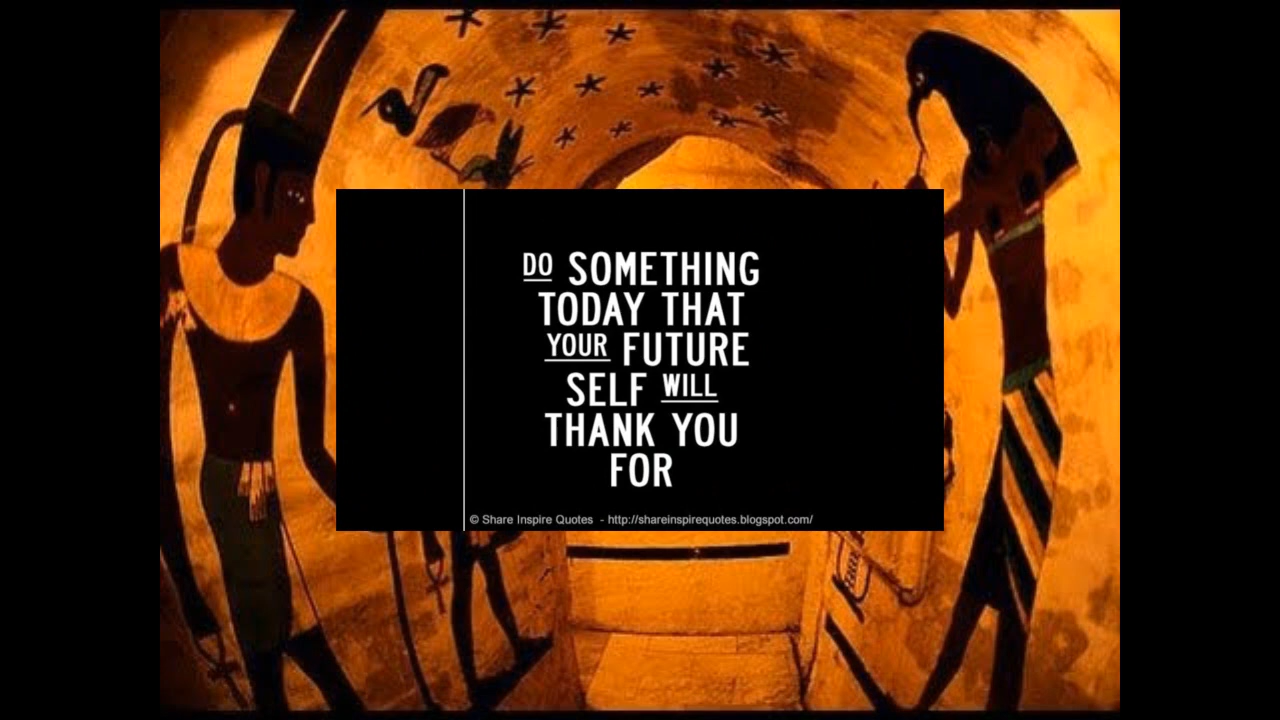 DO SOMETHING
TODAY THAT
YOUR FUTURE
SELF WILL
THANK YOU
FOR
© Share Inspire Quotes - http://shareinspirequotes.blogspot.com/